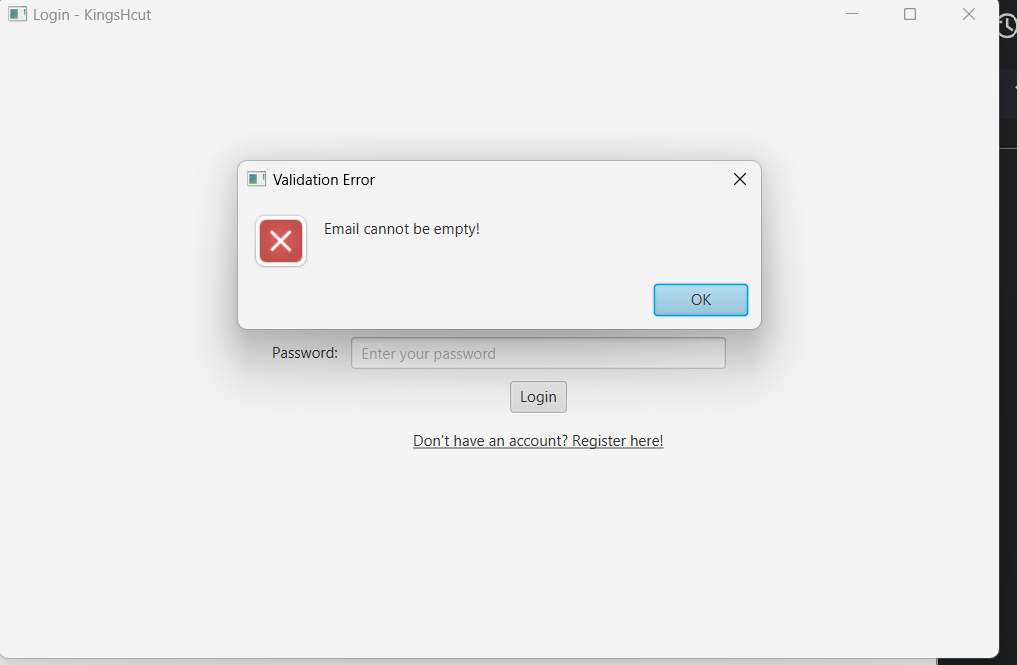 Login - KingsHcut
Validation Error
Email cannot be empty!
OK
Password: Enter your password
Login
Don't have an account? Register here!